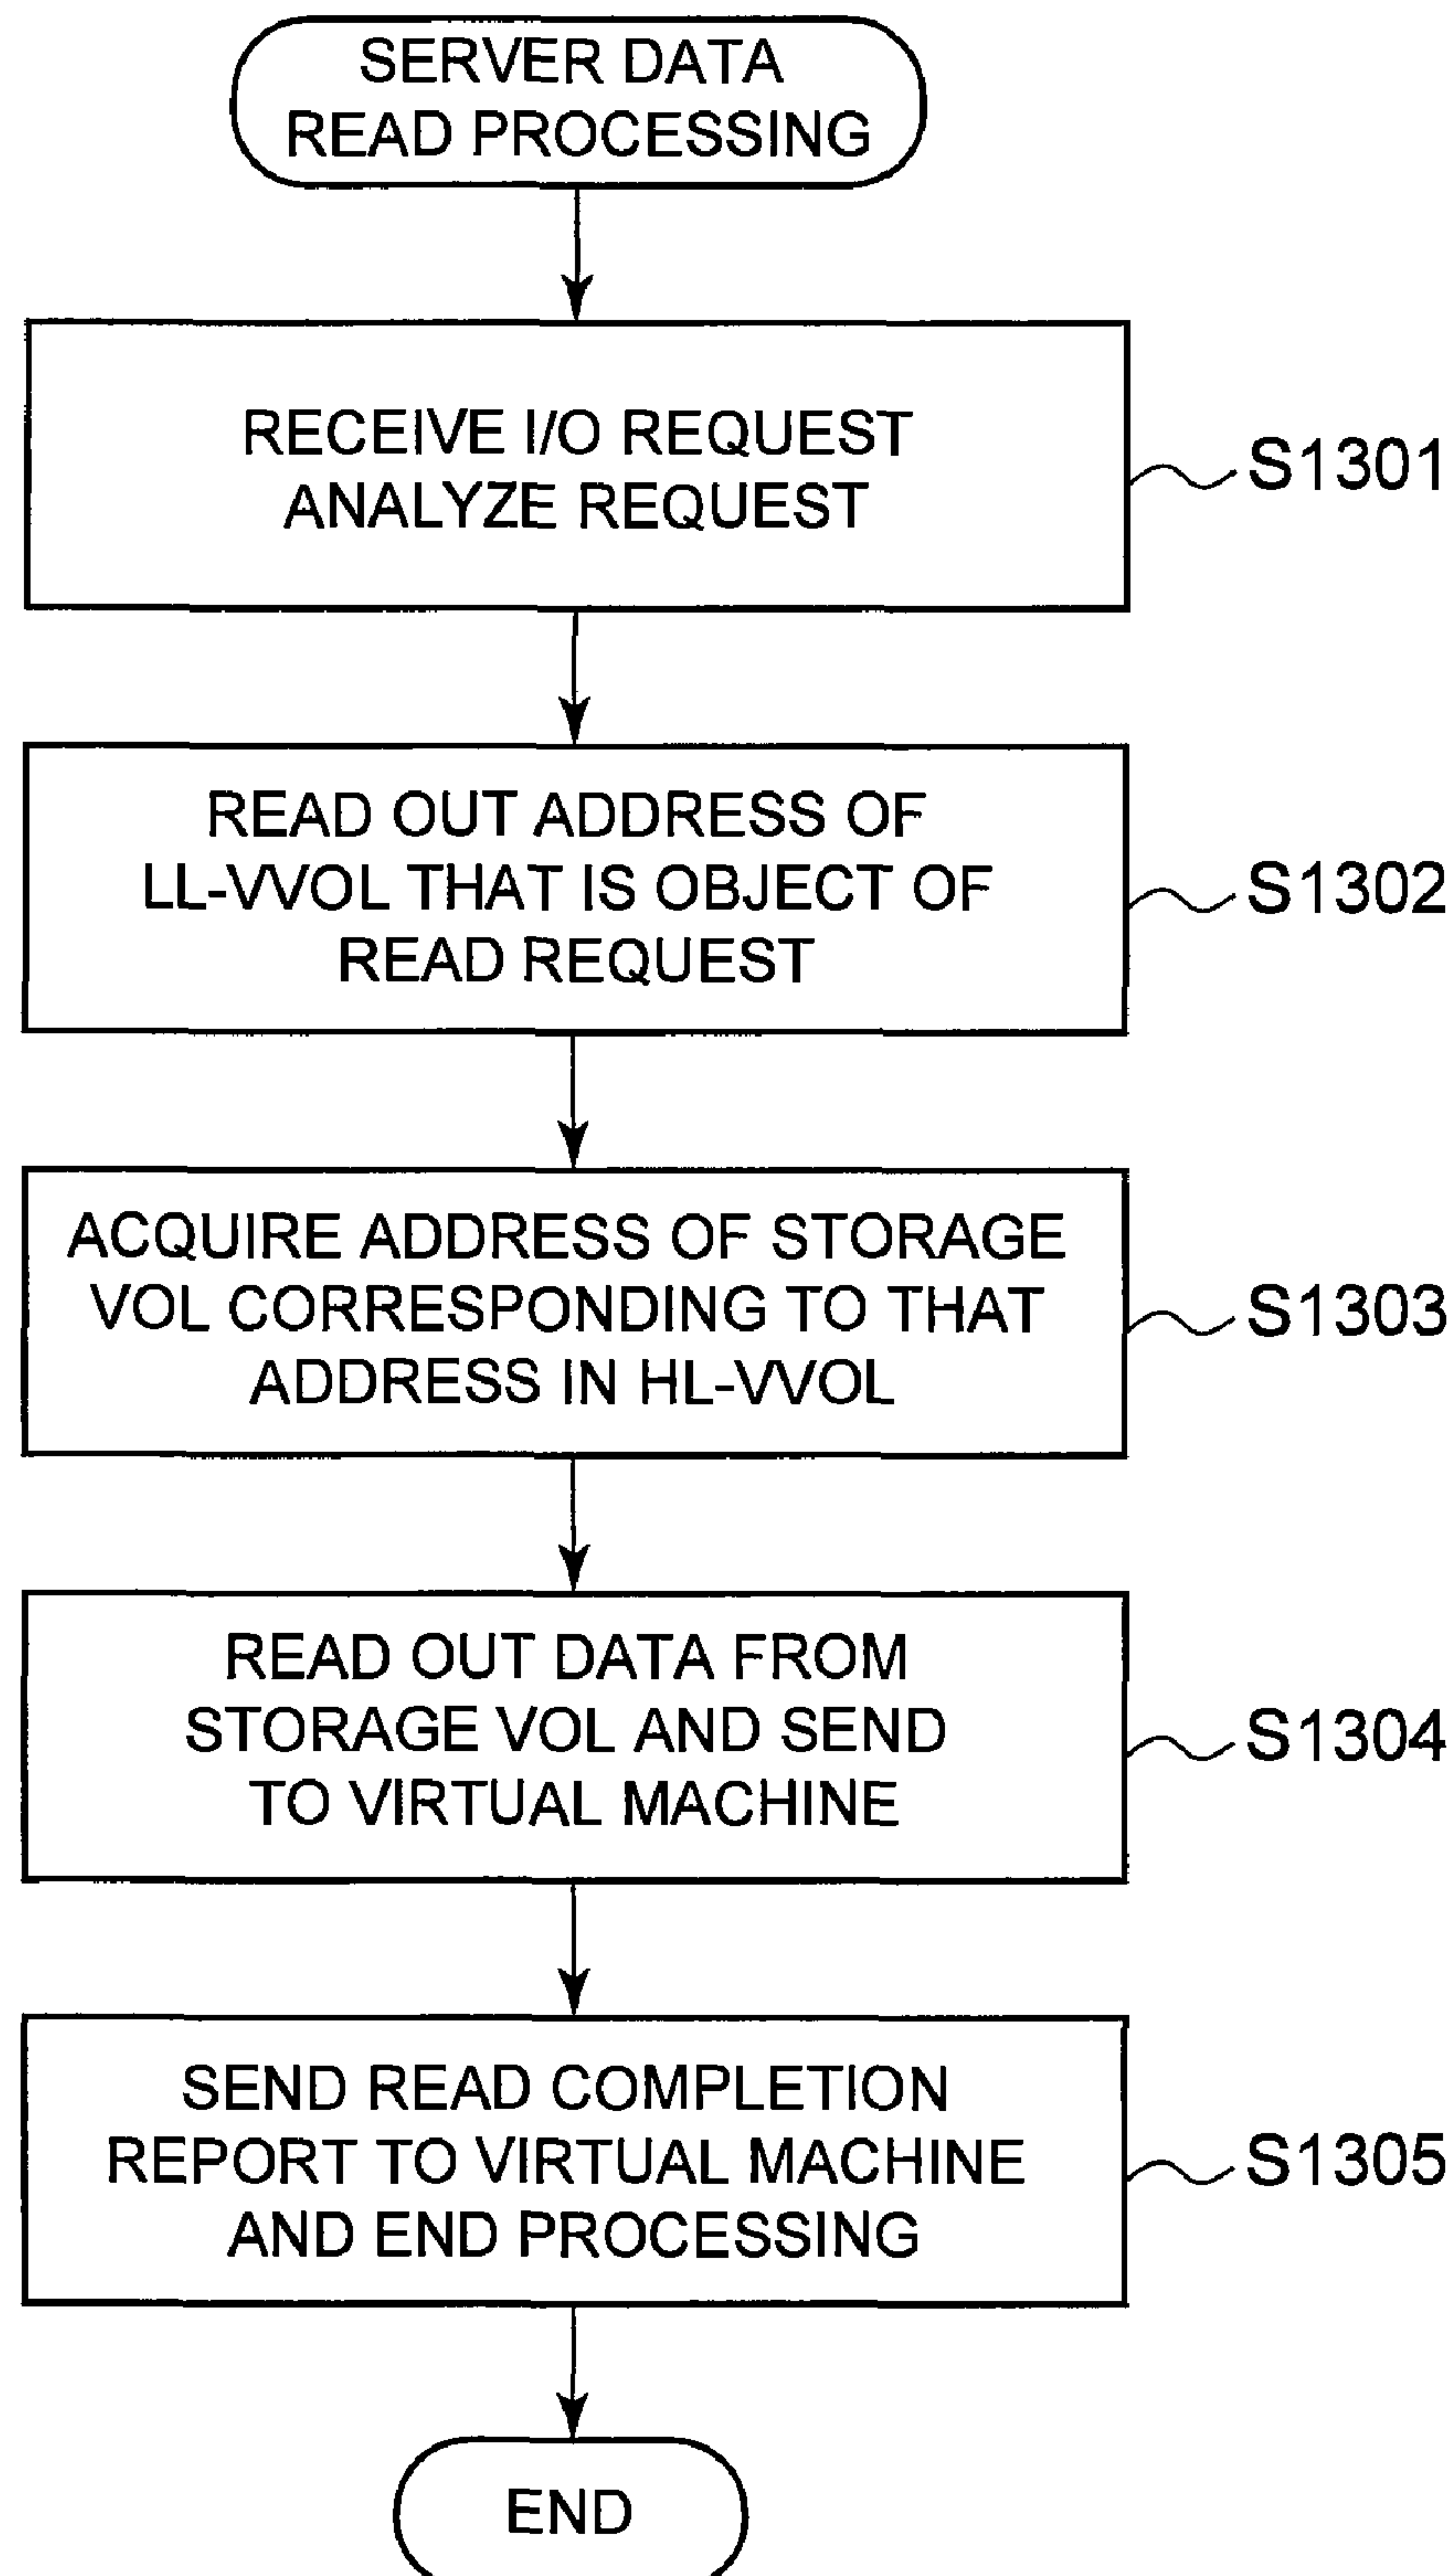 SERVER DATA
READ PROCESSING
RECEIVE I/O REQUEST
ANALYZE REQUEST
S1301
READ OUT ADDRESS OF
LL-VVOL THAT IS OBJECT OF
READ REQUEST
S1302
ACQUIRE ADDRESS OF STORAGE
VOL CORRESPONDING TO THAT
ADDRESS IN HL-VVOL
S1303
READ OUT DATA FROM
STORAGE VOL AND SEND
TO VIRTUAL MACHINE
S1304
SEND READ COMPLETION
REPORT TO VIRTUAL MACHINE
AND END PROCESSING
S1305
END